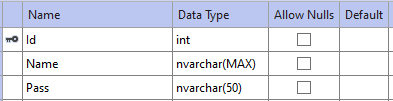 Name Data Type Allow Nulls Default
Id int
Name nvarchar(MAX)
Pass nvarchar(50)